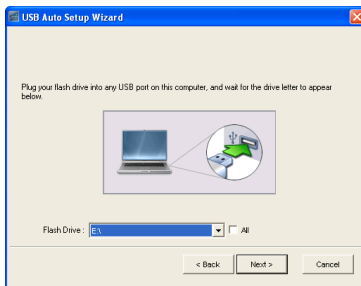 USB Auto Setup Wizard
Plug your flash drive into any USB port on this computer, and wait for the drive letter to appear
below.
Flash Drive : E:\ All
< Back Next > Cancel